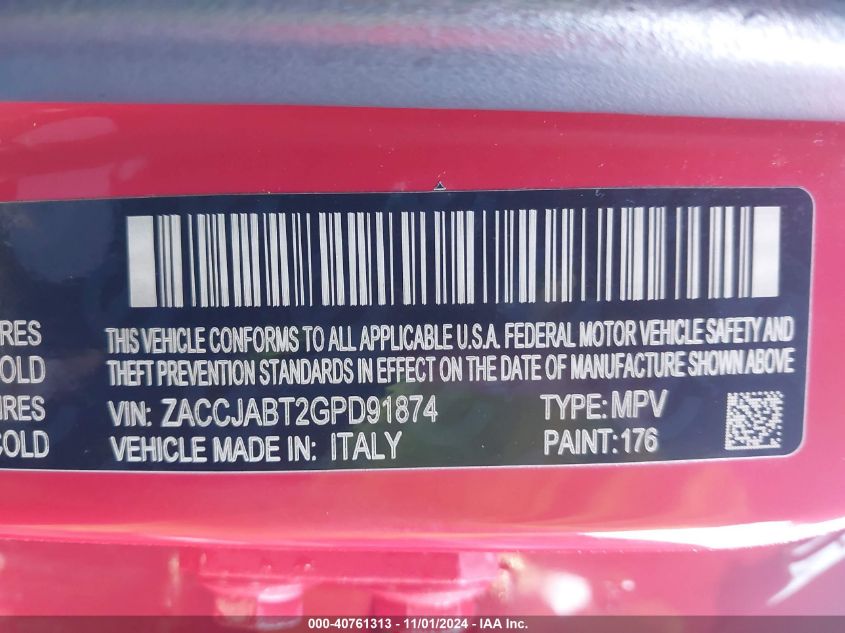 THIS VEHICLE CONFORMS TO ALL APPLICABLE U.S.A. FEDERAL MOTOR VEHICLE SAFETY AND
RES
THEFT PREVENTION STANDARDS IN EFFECT ON THE DATE OF MANUFACTURE SHOWN ABOVE
OLD
VIN: ZACCJABT2GPD91874 TYPE: MPV
RES
VEHICLE MADE IN: ITALY PAINT: 176
COLD
000-40761313 - 11/01/2024 - IAA Inc.